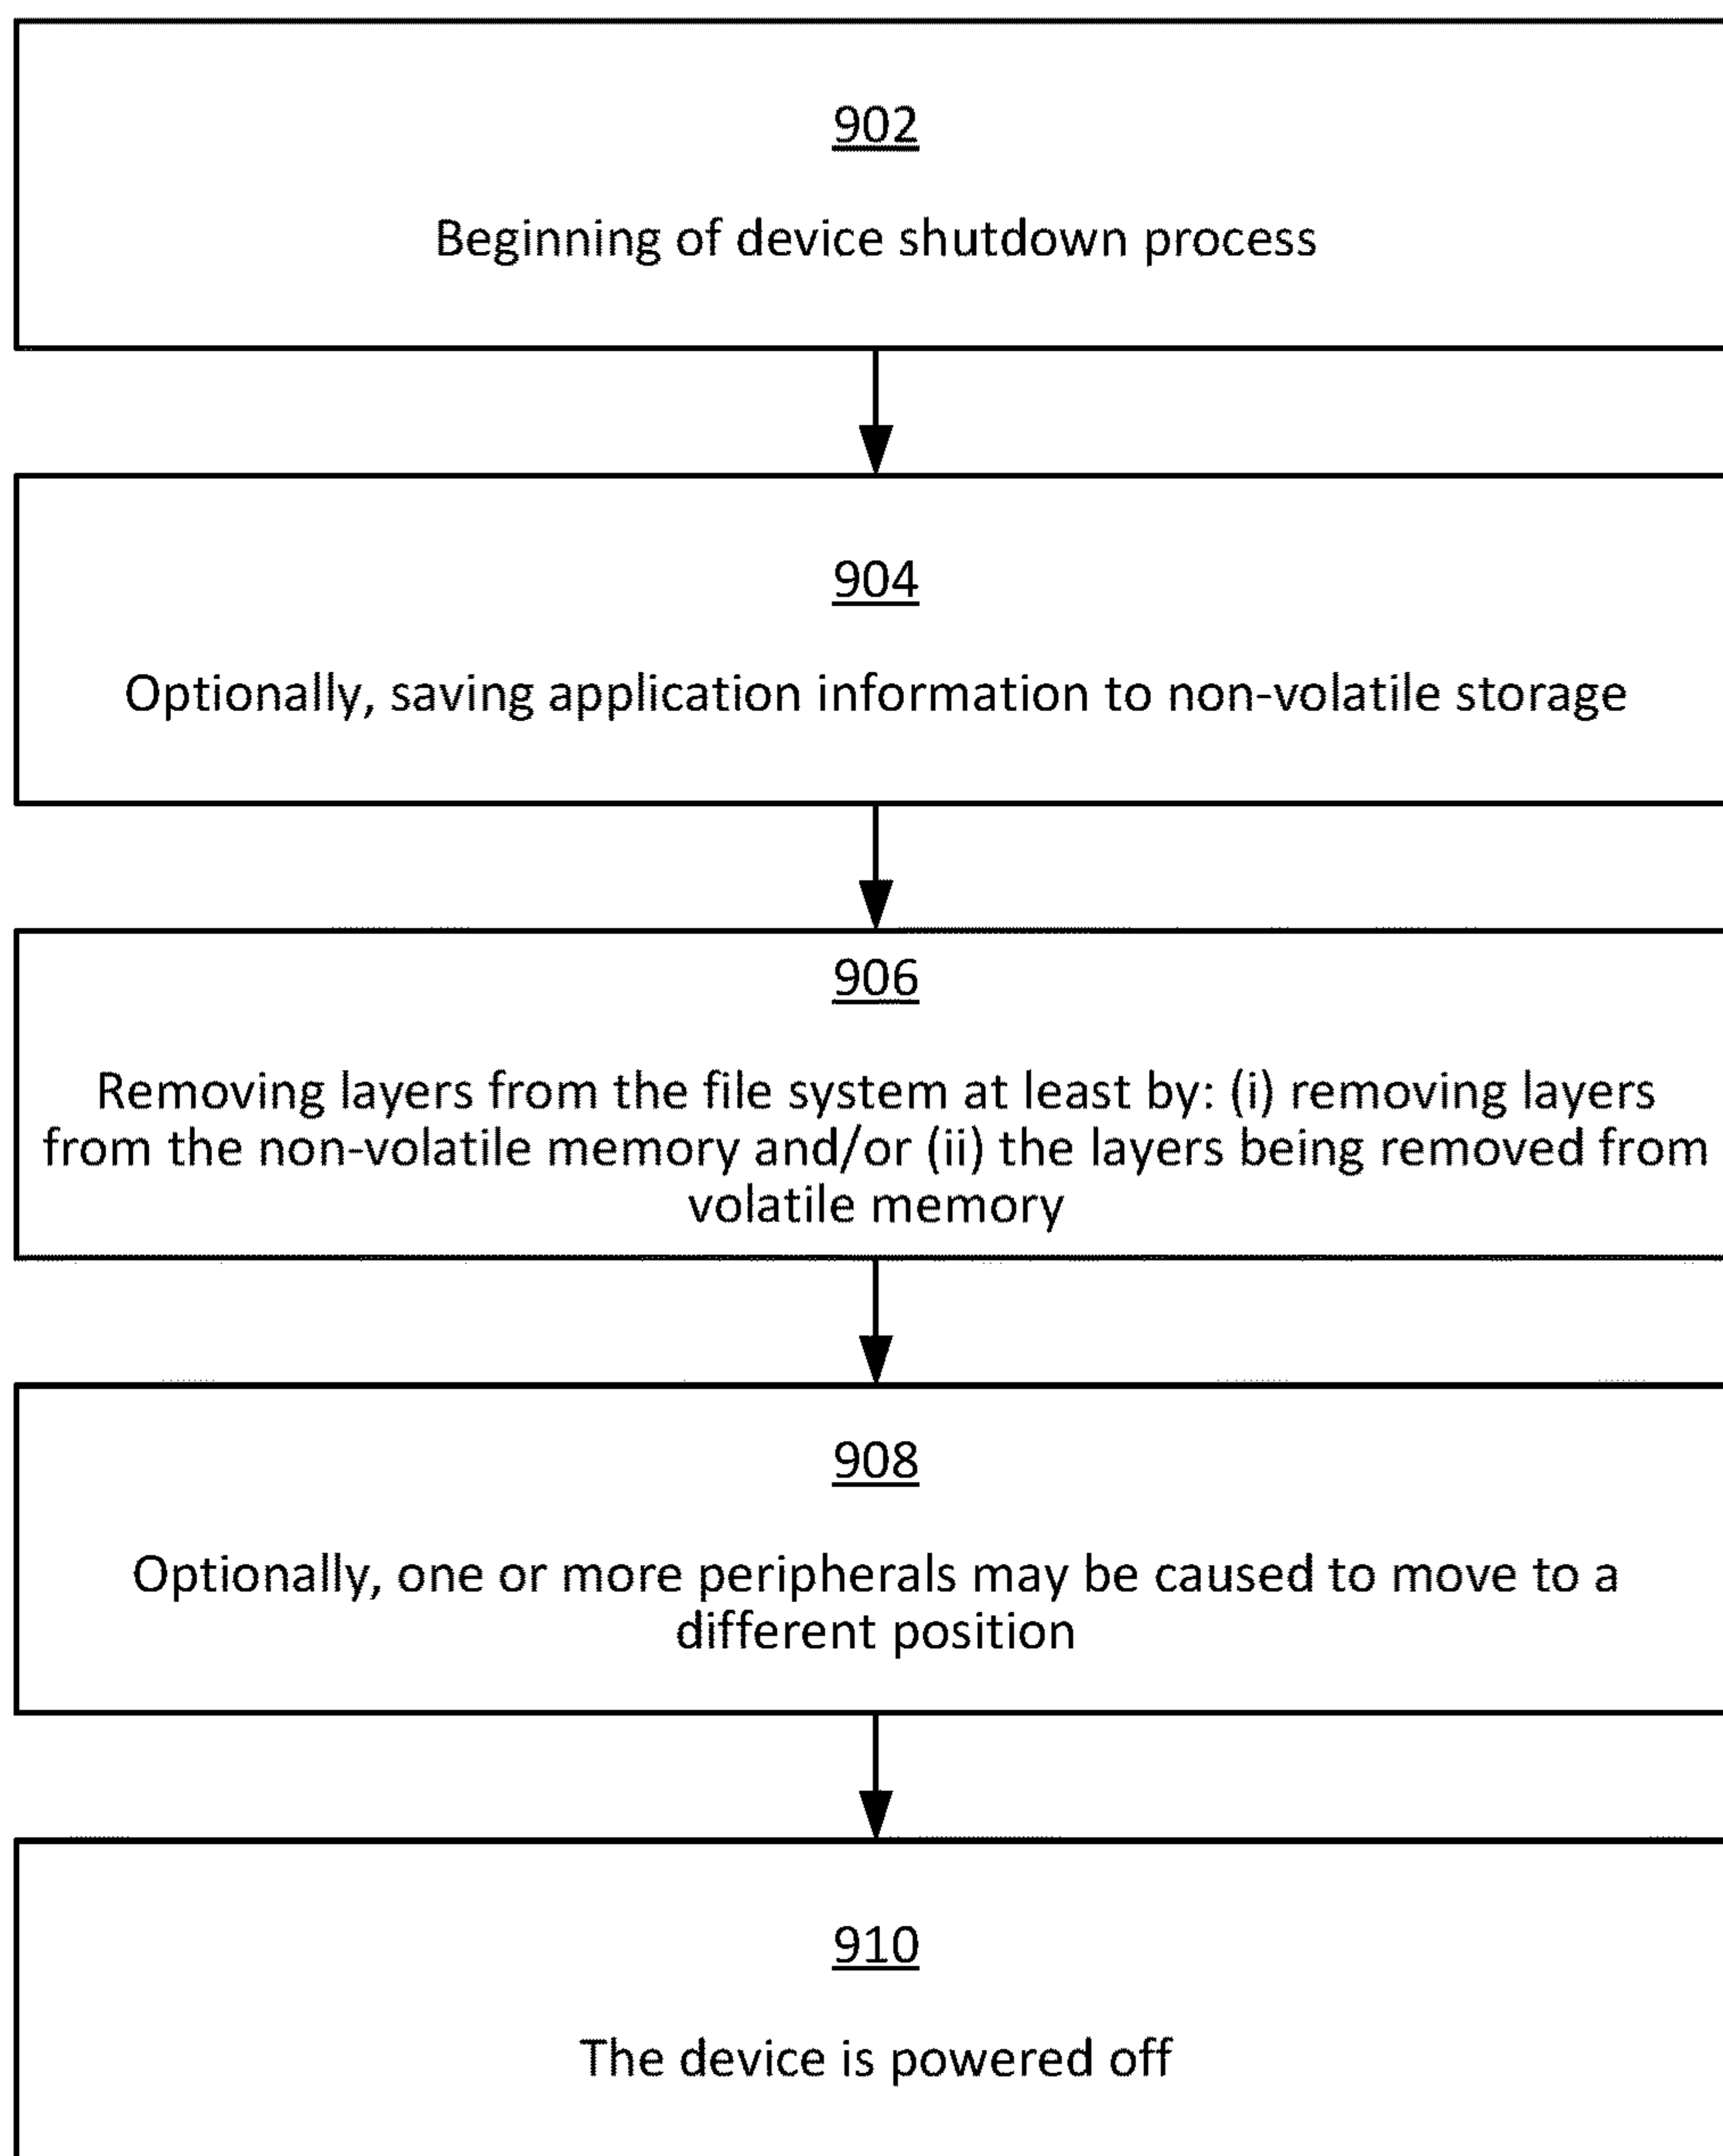 902
Beginning of device shutdown process
904
Optionally, saving application information to non-volatile storage
906
Removing layers from the file system at least by: (i) removing layers
from the non-volatile memory and/or (ii) the layers being removed from
volatile memory
908
Optionally, one or more peripherals may be caused to move to a
different position
910
The device is powered off